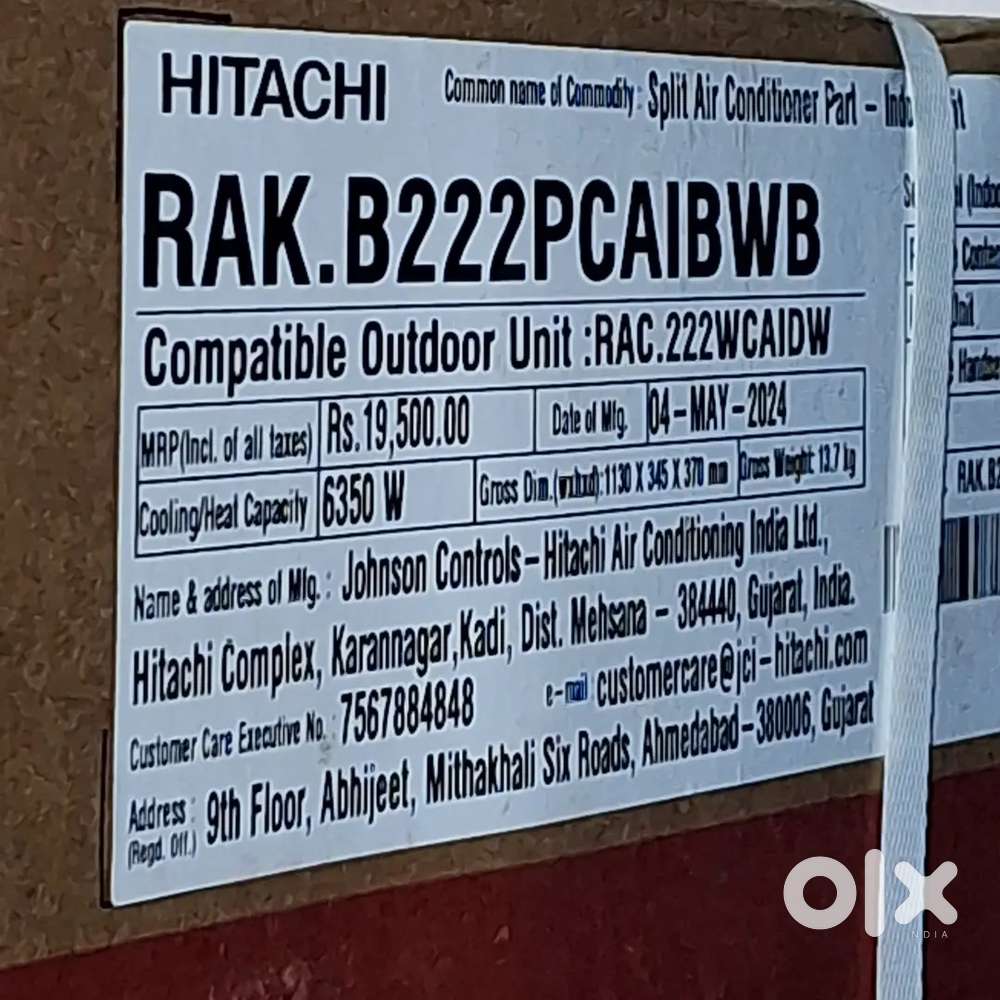 HITACHI
Common name of Commodity : Split Air Conditioner Part –
RAK.B222PCAIBWB
Compatible Outdoor Unit :RAC.222WCAIDW
MRP(Incl. of all taxes) Rs.19,500.00 Date of Mfg. 04-MAY-2024
Cooling/Heat Capacity 6350 W Gross Dim.(wxhxd):1130 X 345 X 370 mm Gross Weight: 13.7 kg
Name & address of Mfg. : Johnson Controls-Hitachi Air Conditioning India Ltd.,
Hitachi Complex, Karannagar,Kadi, Dist. Mehsana - 384440, Gujarat, India.
Customer Care Executive No. : 7567884848 e-mail customercare@jci-hitachi.com
Address : 9th Floor, Abhijeet, Mithakhali Six Roads, Ahmedabad-380006, Gujarat
(Regd. Off.)
RAK.B2
olx
INDIA